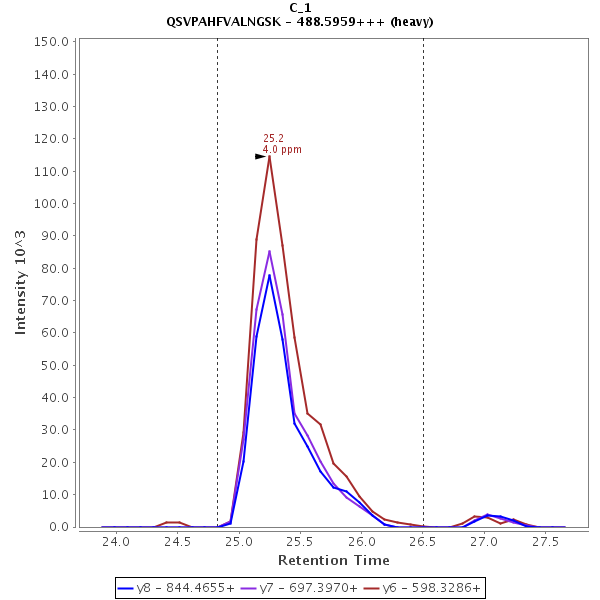 C_1
QSVPAHFVALNGSK - 488.5959+++ (heavy)
150.0
140.0
130.0
120.0
110.0
100.0
90.0
80.0
70.0
60.0
50.0
40.0
30.0
20.0
10.0
0.0
Intensity 10^3
25.2
4.0 ppm
24.0 24.5 25.0 25.5 26.0 26.5 27.0 27.5
Retention Time
y8 - 844.4655+ y7 - 697.3970+ y6 - 598.3286+